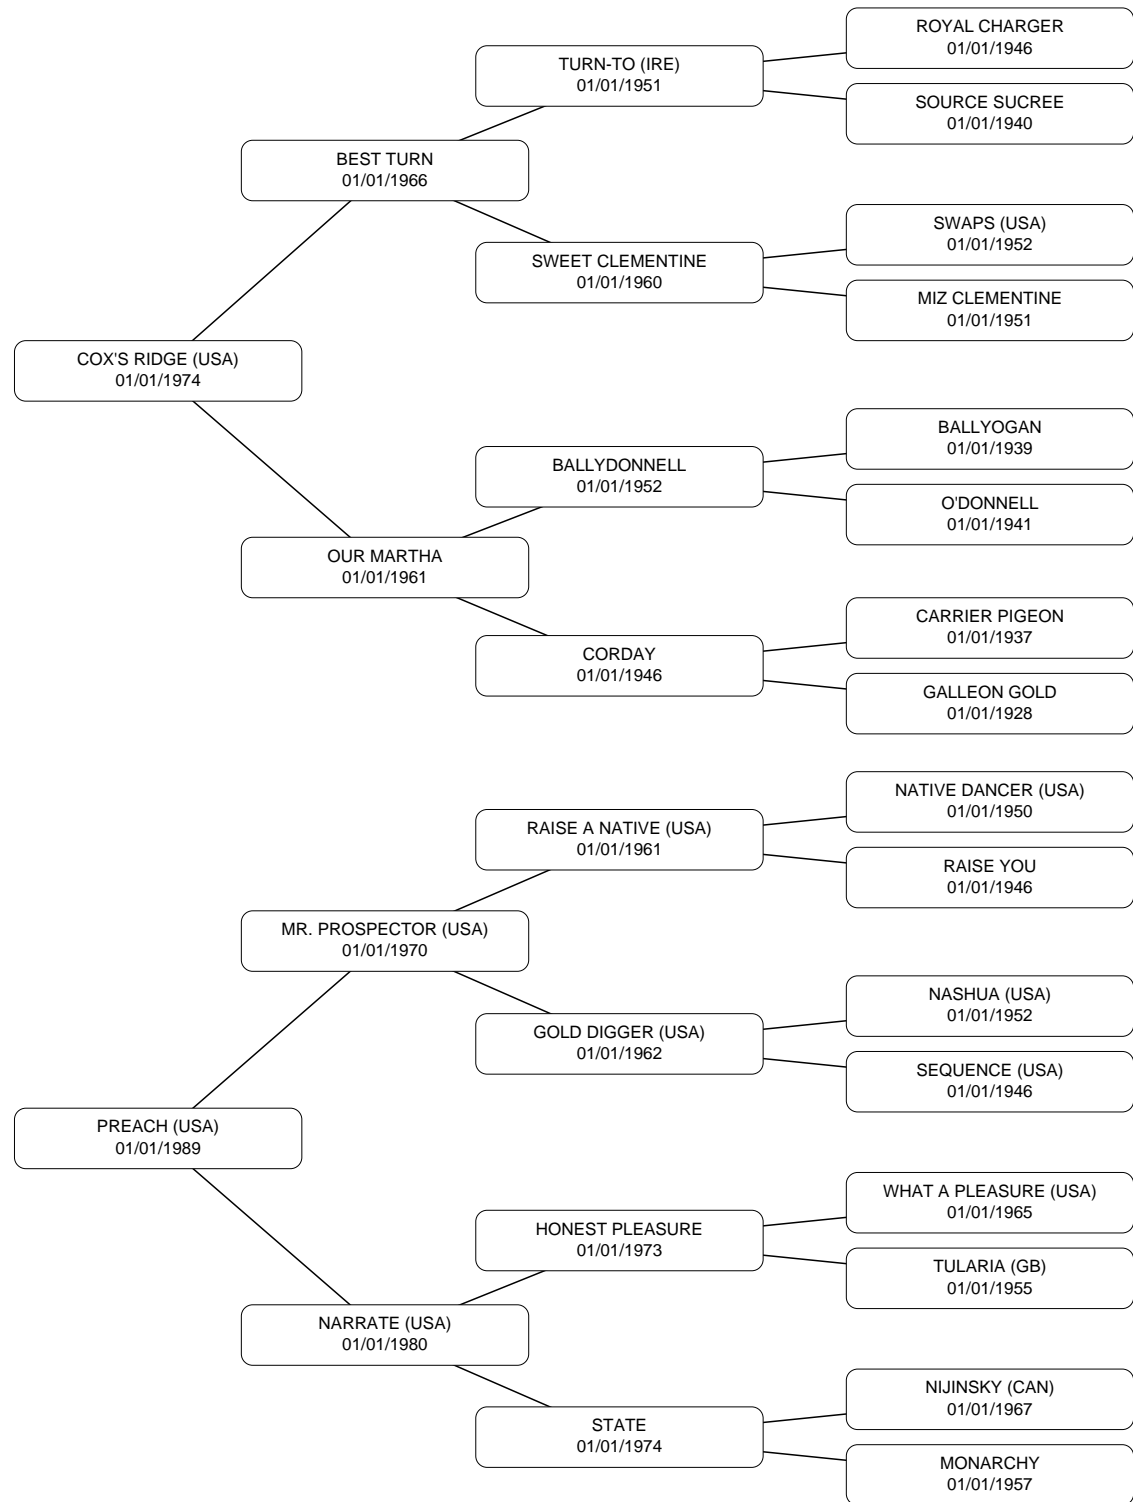 ROYAL CHARGER
01/01/1946
TURN-TO (IRE)
01/01/1951
SOURCE SUCREE
01/01/1940
BEST TURN
01/01/1966
SWAPS (USA)
01/01/1952
SWEET CLEMENTINE
01/01/1960
MIZ CLEMENTINE
01/01/1951
COX'S RIDGE (USA)
01/01/1974
BALLYOGAN
01/01/1939
BALLYDONNELL
01/01/1952
O'DONNELL
01/01/1941
OUR MARTHA
01/01/1961
CARRIER PIGEON
01/01/1937
CORDAY
01/01/1946
GALLEON GOLD
01/01/1928
NATIVE DANCER (USA)
01/01/1950
RAISE A NATIVE (USA)
01/01/1961
RAISE YOU
01/01/1946
MR. PROSPECTOR (USA)
01/01/1970
NASHUA (USA)
01/01/1952
GOLD DIGGER (USA)
01/01/1962
SEQUENCE (USA)
01/01/1946
PREACH (USA)
01/01/1989
WHAT A PLEASURE (USA)
01/01/1965
HONEST PLEASURE
01/01/1973
TULARIA (GB)
01/01/1955
NARRATE (USA)
01/01/1980
NIJINSKY (CAN)
01/01/1967
STATE
01/01/1974
MONARCHY
01/01/1957